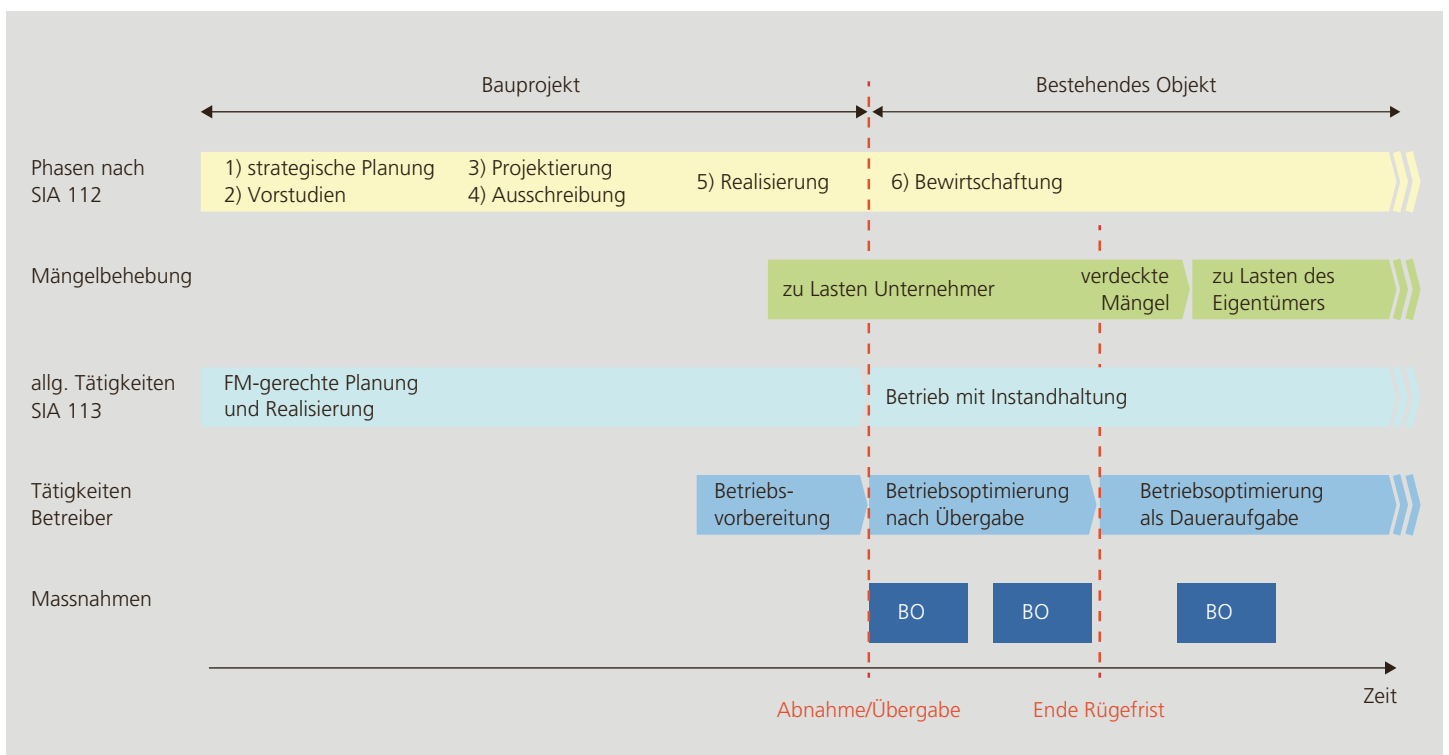 Bauprojekt
Bestehendes Objekt
Phasen nach
SIA 112
1) strategische Planung
2) Vorstudien
3) Projektierung
4) Ausschreibung
5) Realisierung
6) Bewirtschaftung
Mängelbehebung
zu Lasten Unternehmer
verdeckte
Mängel
zu Lasten des
Eigentümers
allg. Tätigkeiten
SIA 113
FM-gerechte Planung
und Realisierung
Betrieb mit Instandhaltung
Tätigkeiten
Betreiber
Betriebs-
vorbereitung
Betriebsoptimierung
nach Übergabe
Betriebsoptimierung
als Daueraufgabe
Massnahmen
BO
BO
BO
Zeit
Abnahme/Übergabe
Ende Rügefrist